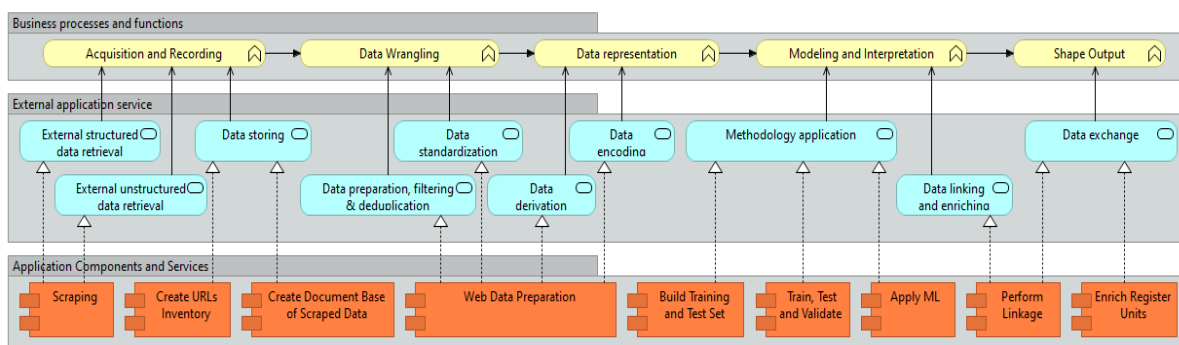 Business processes and functions
Acquisition and Recording
Data Wrangling
Data representation
Modeling and Interpretation
Shape Output
External application service
External structured
data retrieval
Data storing
Data
standardization
Data
encoding
Methodology application
Data exchange
External unstructured
data retrieval
Data preparation, filtering
& deduplication
Data
derivation
Data linking
and enriching
Application Components and Services
Scraping
Create URLs
Inventory
Create Document Base
of Scraped Data
Web Data Preparation
Build Training
and Test Set
Train, Test
and Validate
Apply ML
Perform
Linkage
Enrich Register
Units